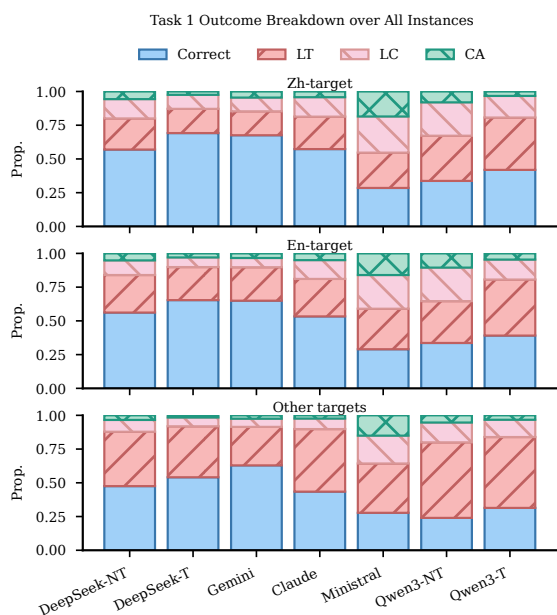 Task 1 Outcome Breakdown over All Instances
Correct LT LC CA
Zh-target
Prop.
1.00
0.75
0.50
0.25
0.00
En-target
Prop.
1.00
0.75
0.50
0.25
0.00
Other targets
Prop.
1.00
0.75
0.50
0.25
0.00
DeepSeek-NT DeepSeek-T Gemini Claude Ministral Qwen3-NT Qwen3-T